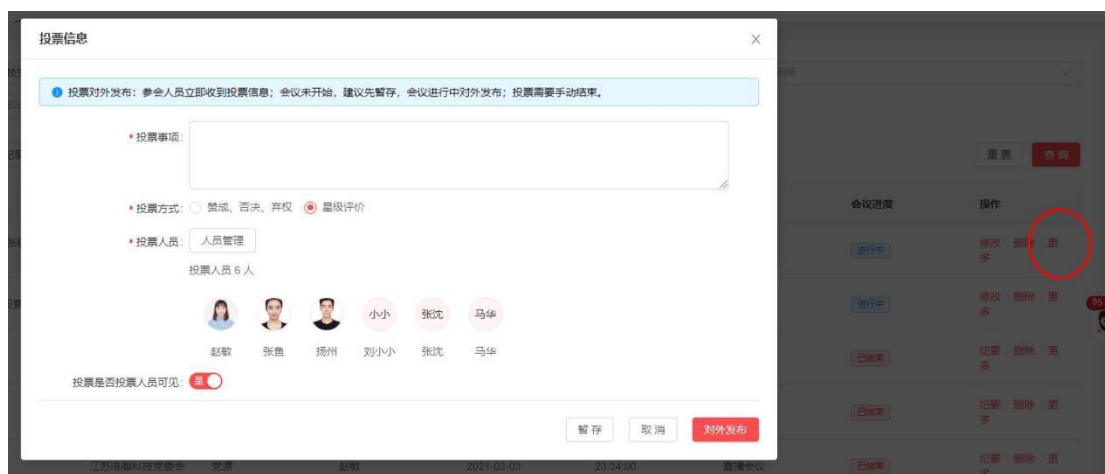 投票信息
投票对外发布：参会人员立即收到投票信息；会议未开始，建议先暂存，会议进行中对外发布；投票需要手动结束。
* 投票事项:
* 投票方式: 赞成、否决、弃权 星级评价
* 投票人员: 人员管理
投票人员 6 人
小小 张沈 马华
赵敏 张鱼 扬州 刘小小 张沈 马华
投票是否投票人员可见: 是
暂存 取消 对外发布
重置 查询
会议进度 操作
进行中 修改 删除 更多
进行中 修改 删除 更多
85
已结束 纪要 删除 更多
已结束 纪要 删除 更多
江苏洁瀚科技党委会 党课 赵敏 2021-02-03 23:34:00 直播会议 已结束 纪要 删除 更